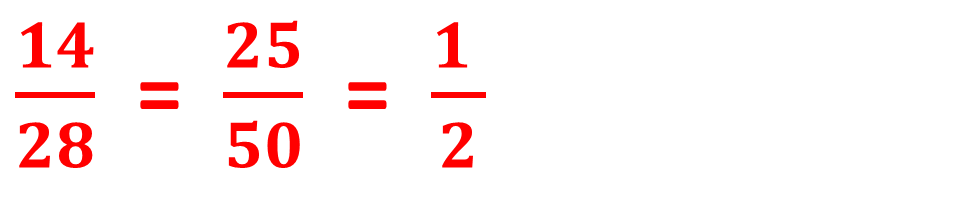 14/28 = 25/50 = 1/2